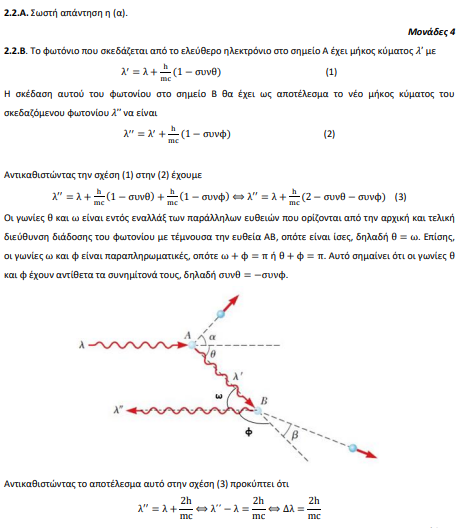 2.2.Α. Σωστή απάντηση η (α).
Μονάδες 4
2.2.Β. Το φωτόνιο που σκεδάζεται από το ελεύθερο ηλεκτρόνιο στο σημείο Α έχει μήκος κύματος λ′ με
λ′ = λ + h/mc (1 − συνθ) (1)
Η σκέδαση αυτού του φωτονίου στο σημείο Β θα έχει ως αποτέλεσμα το νέο μήκος κύματος του
σκεδαζόμενου φωτονίου λ′′ να είναι
λ′′ = λ′ + h/mc (1 − συνφ) (2)
Αντικαθιστώντας την σχέση (1) στην (2) έχουμε
λ′′ = λ + h/mc (1 − συνθ) + h/mc (1 − συνφ) ⟺ λ′′ = λ + h/mc (2 − συνθ − συνφ) (3)
Οι γωνίες θ και ω είναι εντός εναλλάξ των παράλληλων ευθειών που ορίζονται από την αρχική και τελική
διεύθυνση διάδοσης του φωτονίου με τέμνουσα την ευθεία ΑΒ, οπότε είναι ίσες, δηλαδή θ = ω. Επίσης,
οι γωνίες ω και φ είναι παραπληρωματικές, οπότε ω + φ = π ή θ + φ = π. Αυτό σημαίνει ότι οι γωνίες θ
και φ έχουν αντίθετα τα συνημίτονά τους, δηλαδή συνθ = −συνφ.
A α
λ θ
λ′
ω B
λ″
ϕ β
Αντικαθιστώντας το αποτέλεσμα αυτό στην σχέση (3) προκύπτει ότι
λ′′ = λ + 2h/mc ⟺ λ′′ − λ = 2h/mc ⟺ Δλ = 2h/mc